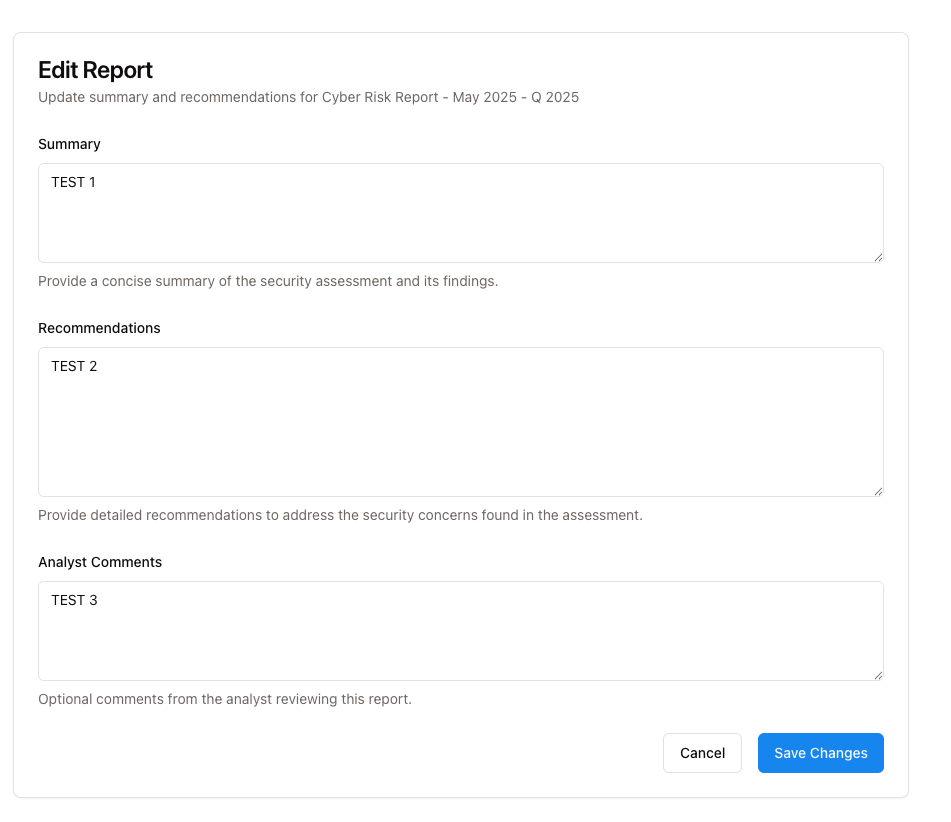 Edit Report
Update summary and recommendations for Cyber Risk Report - May 2025 - Q 2025
Summary
TEST 1
Provide a concise summary of the security assessment and its findings.
Recommendations
TEST 2
Provide detailed recommendations to address the security concerns found in the assessment.
Analyst Comments
TEST 3
Optional comments from the analyst reviewing this report.
Cancel
Save Changes